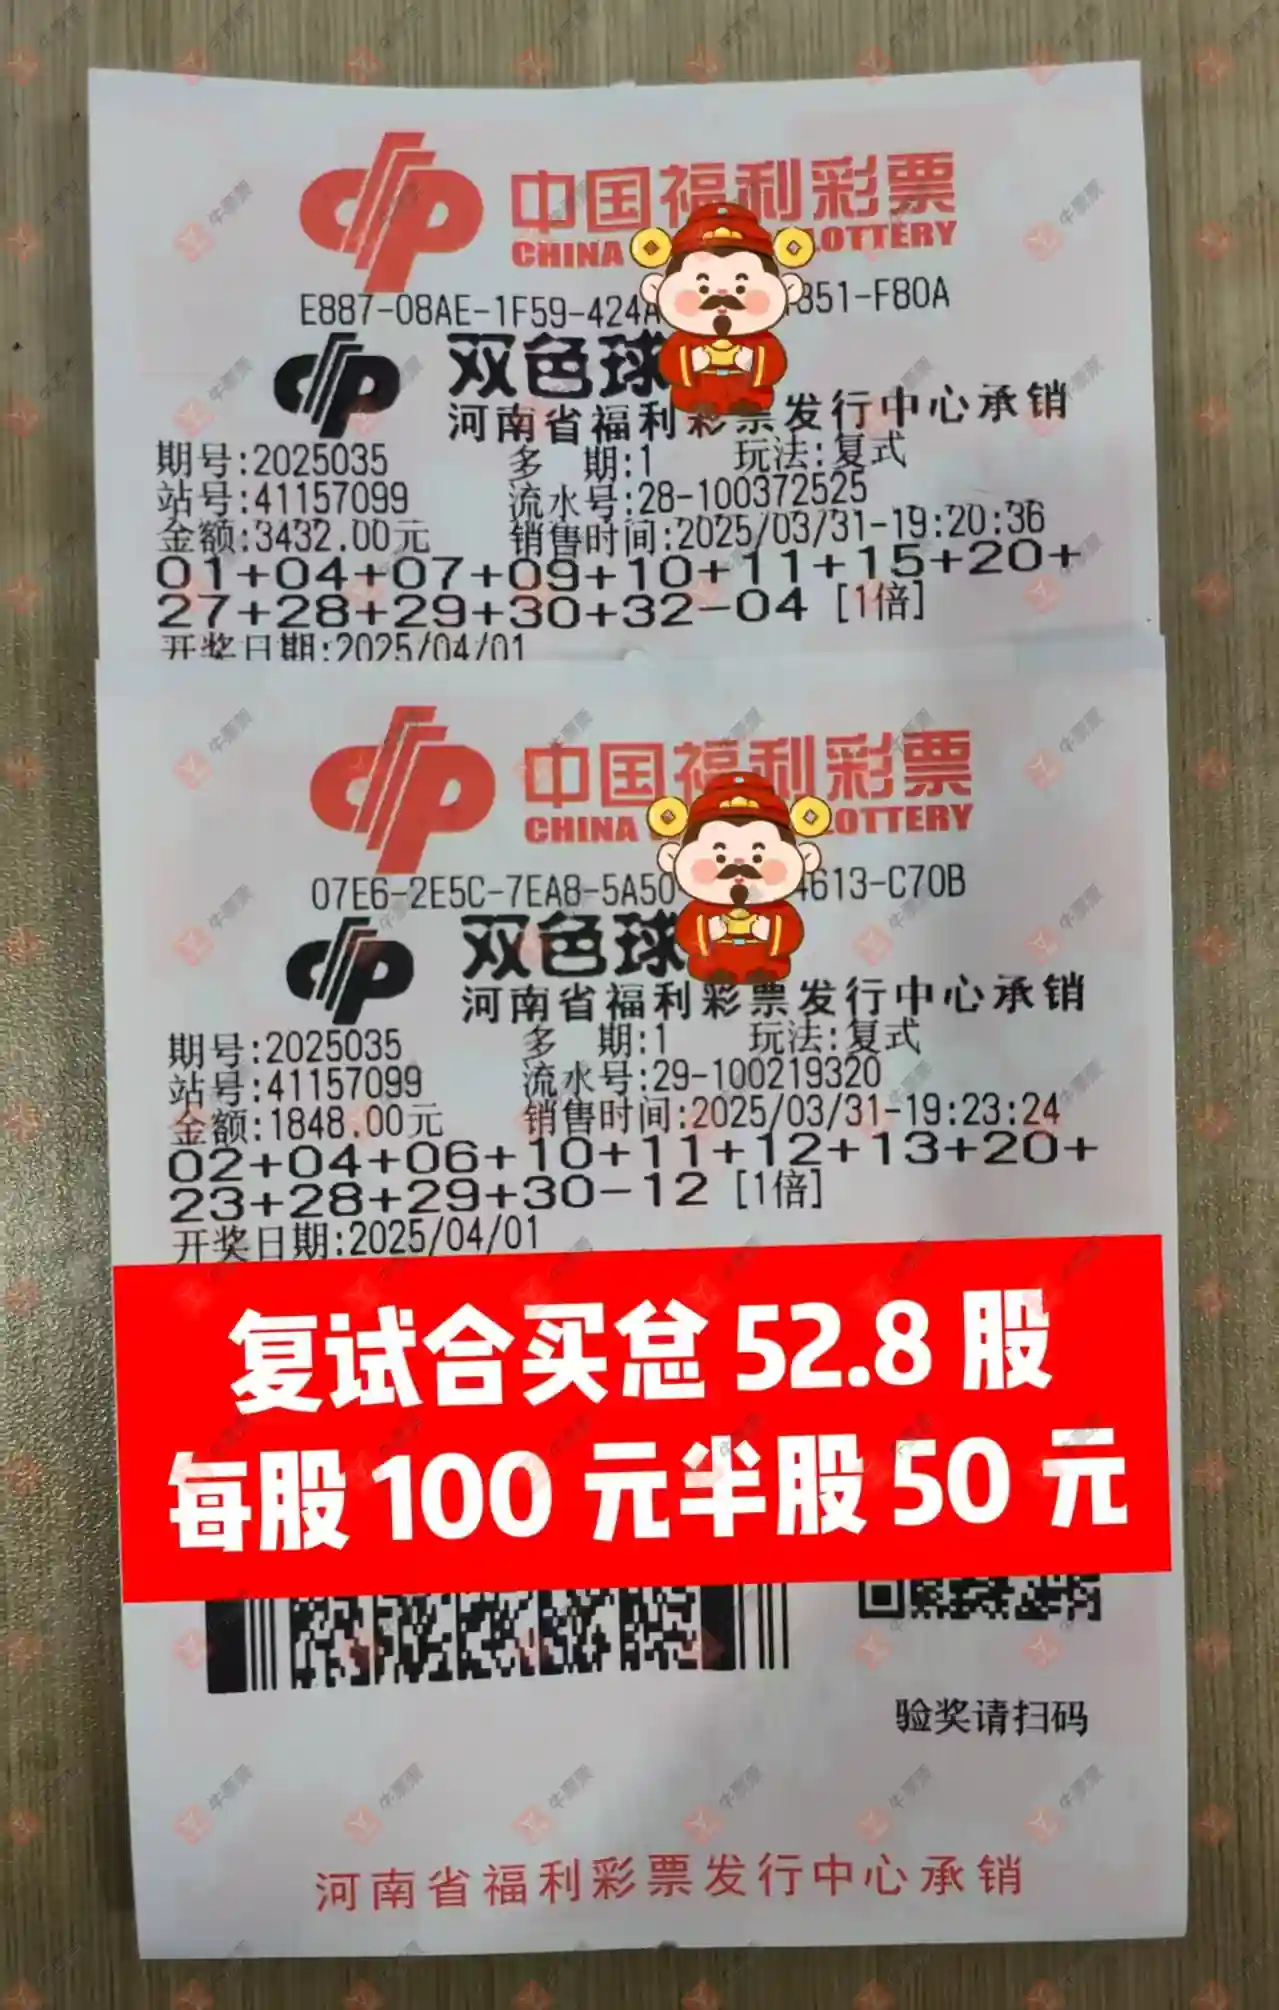 中国福利彩票
CHINA LOTTERY
E887-08AE-1F59-424A 351-F80A
双色球
河南省福利彩票发行中心承销
期号:2025035 多 期:1 玩法:复式
站号:41157099 流水号:28-100372525
金额:3432.00元 销售时间:2025/03/31-19:20:36
01+04+07+09+10+11+15+20+
27+28+29+30+32-04 [1倍]
开奖日期:2025/04/01
中国福利彩票
CHINA LOTTERY
07E6-2E5C-7EA8-5A50 4613-C70B
双色球
河南省福利彩票发行中心承销
期号:2025035 多 期:1 玩法:复式
站号:41157099 流水号:29-100219320
金额:1848.00元 销售时间:2025/03/31-19:23:24
02+04+06+10+11+12+13+20+
23+28+29+30-12 [1倍]
开奖日期:2025/04/01
复试合买总 52.8 股
每股 100 元半股 50 元
验奖请扫码
河南省福利彩票发行中心承销